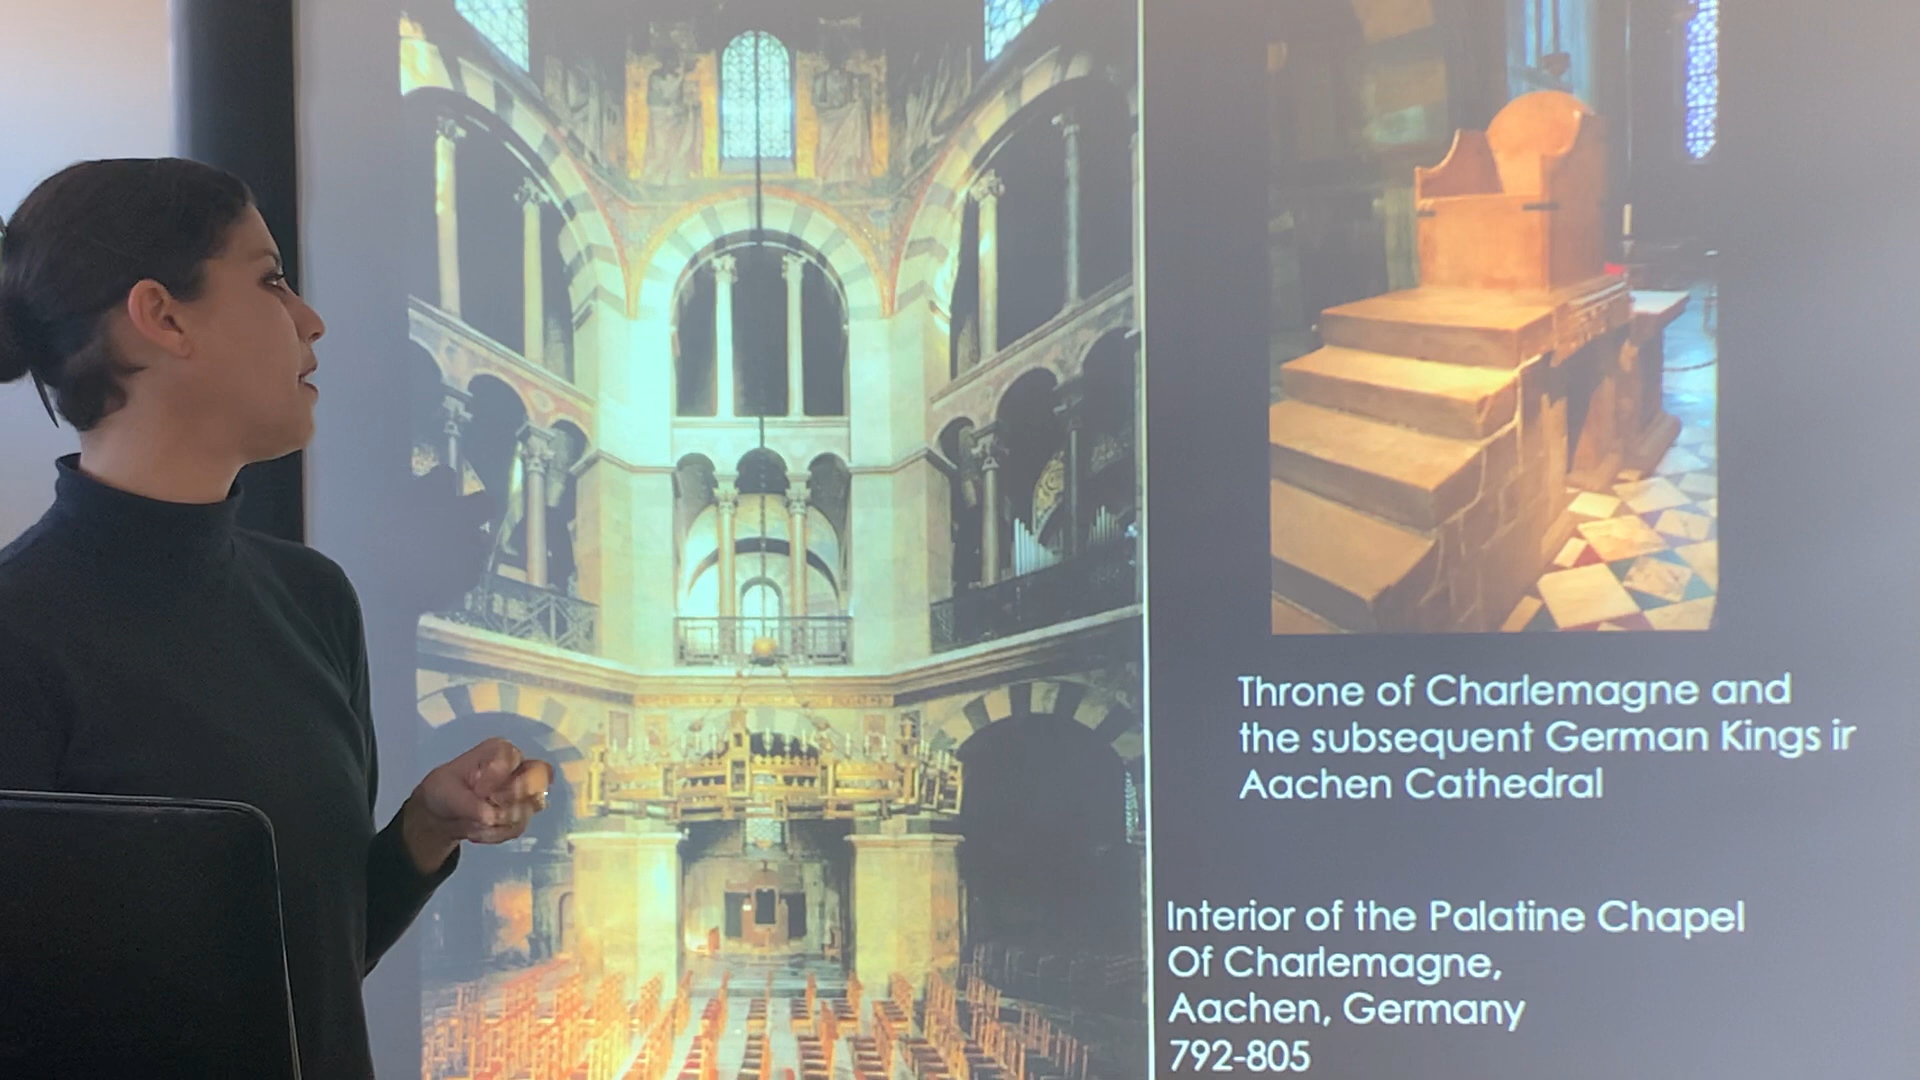 Throne of Charlemagne and
the subsequent German Kings ir
Aachen Cathedral
Interior of the Palatine Chapel
Of Charlemagne,
Aachen, Germany
792-805